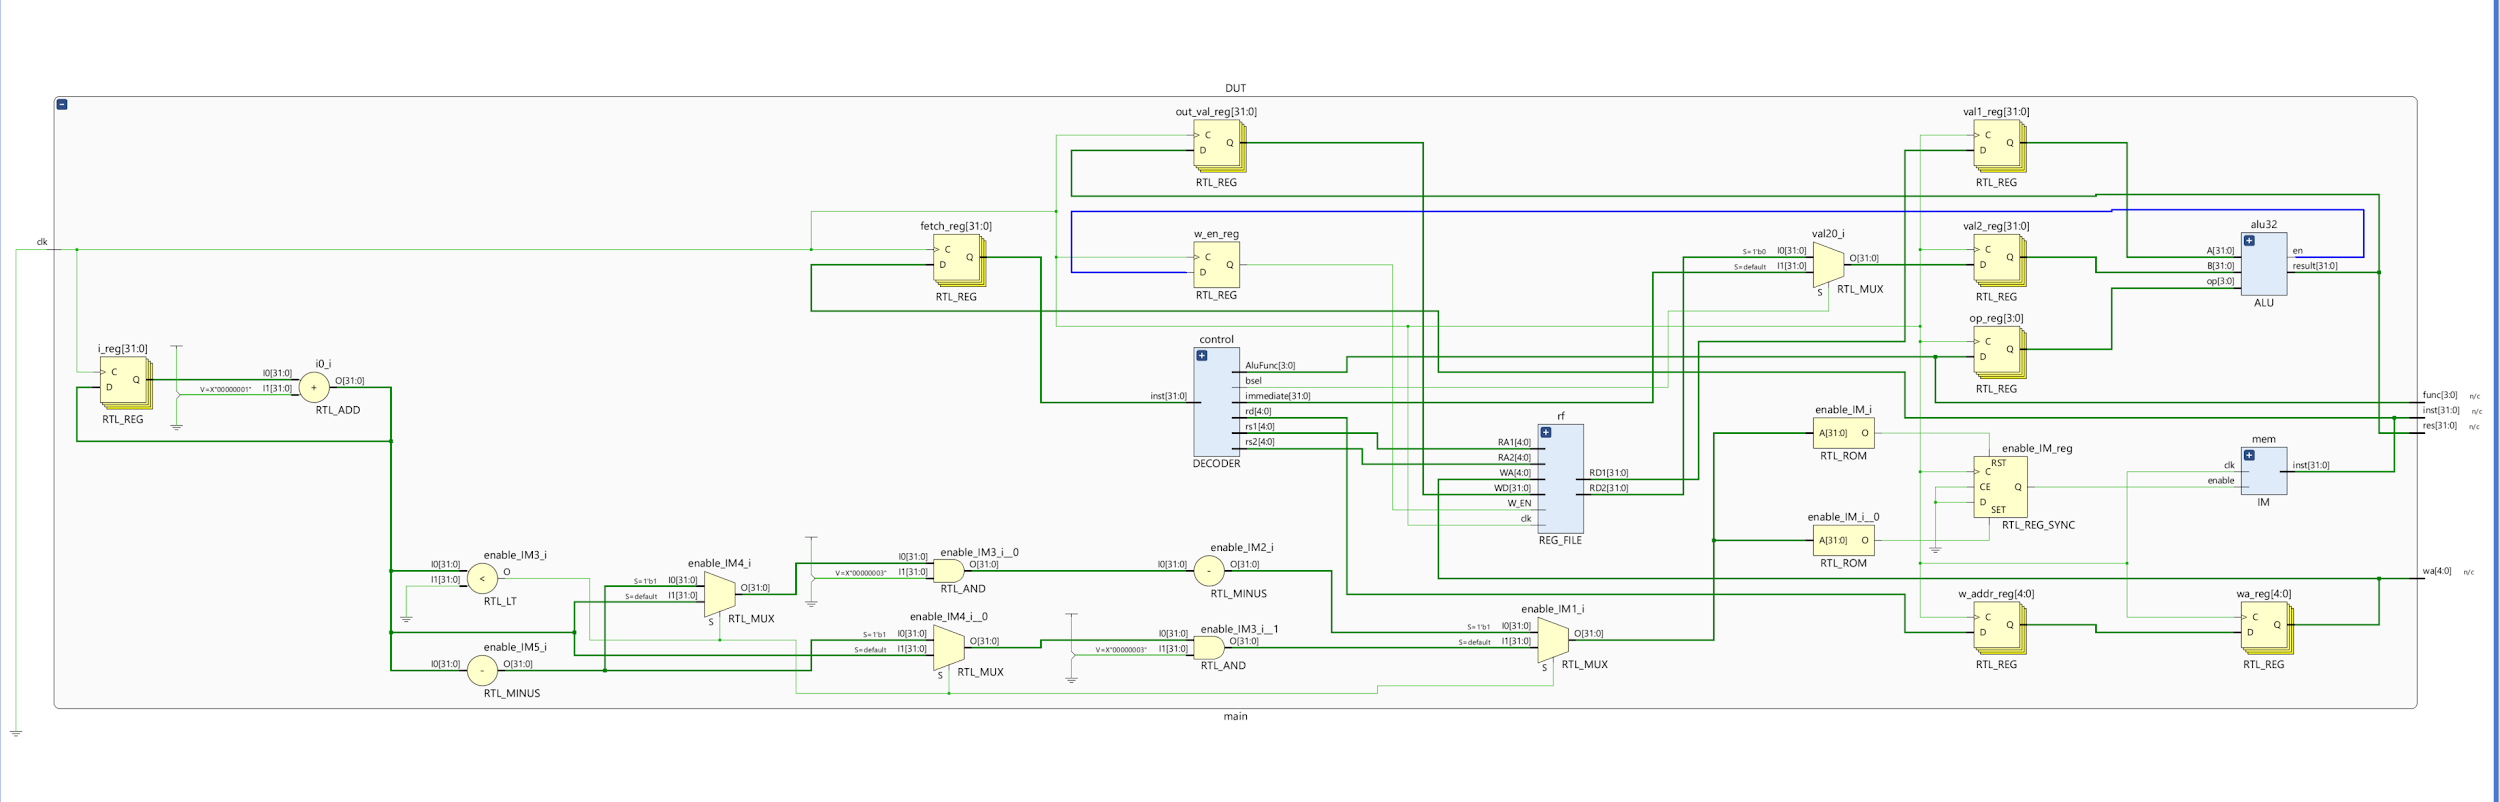 DUT
out_val_reg[31:0]
C
D
Q
RTL_REG
val1_reg[31:0]
C
D
Q
RTL_REG
clk
fetch_reg[31:0]
C
D
Q
RTL_REG
w_en_reg
C
D
Q
RTL_REG
val20_i
S=1'b0
I0[31:0]
S=default
I1[31:0]
O[31:0]
S
RTL_MUX
val2_reg[31:0]
C
D
Q
RTL_REG
alu32
A[31:0]
B[31:0]
op[3:0]
en
result[31:0]
ALU
op_reg[3:0]
C
D
Q
RTL_REG
i_reg[31:0]
C
D
Q
RTL_REG
V=X"00000001"
i0_i
I0[31:0]
I1[31:0]
+
O[31:0]
RTL_ADD
control
inst[31:0]
AluFunc[3:0]
bsel
immediate[31:0]
rd[4:0]
rs1[4:0]
rs2[4:0]
DECODER
rf
RA1[4:0]
RA2[4:0]
WA[4:0]
WD[31:0]
W_EN
clk
RD1[31:0]
RD2[31:0]
REG_FILE
enable_IM_i
A[31:0]
O
RTL_ROM
enable_IM_i__0
A[31:0]
O
RTL_ROM
enable_IM_reg
RST
C
CE
D
Q
SET
RTL_REG_SYNC
mem
clk
enable
inst[31:0]
IM
func[3:0] n/c
inst[31:0] n/c
res[31:0] n/c
wa[4:0] n/c
enable_IM3_i
I0[31:0]
I1[31:0]
<
O
RTL_LT
enable_IM5_i
I0[31:0]
-
O[31:0]
RTL_MINUS
enable_IM4_i
S=1'b1
I0[31:0]
S=default
I1[31:0]
O[31:0]
S
RTL_MUX
enable_IM3_i__0
I0[31:0]
V=X"00000003"
I1[31:0]
O[31:0]
RTL_AND
enable_IM4_i__0
S=1'b1
I0[31:0]
S=default
I1[31:0]
O[31:0]
S
RTL_MUX
enable_IM2_i
I0[31:0]
-
O[31:0]
RTL_MINUS
enable_IM3_i__1
I0[31:0]
V=X"00000003"
I1[31:0]
O[31:0]
RTL_AND
enable_IM1_i
S=1'b1
I0[31:0]
S=default
I1[31:0]
O[31:0]
S
RTL_MUX
w_addr_reg[4:0]
C
D
Q
RTL_REG
wa_reg[4:0]
C
D
Q
RTL_REG
main